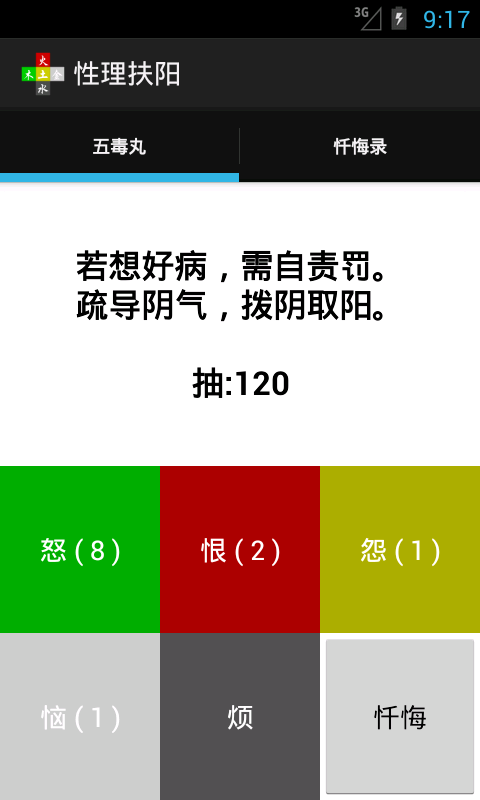 3G 9:17
火
木 土 金
水
性理扶阳
五毒丸 忏悔录
若想好病，需自责罚。
疏导阴气，拨阴取阳。
抽:120
怒(8) 恨(2) 怨(1)
恼(1) 烦 忏悔